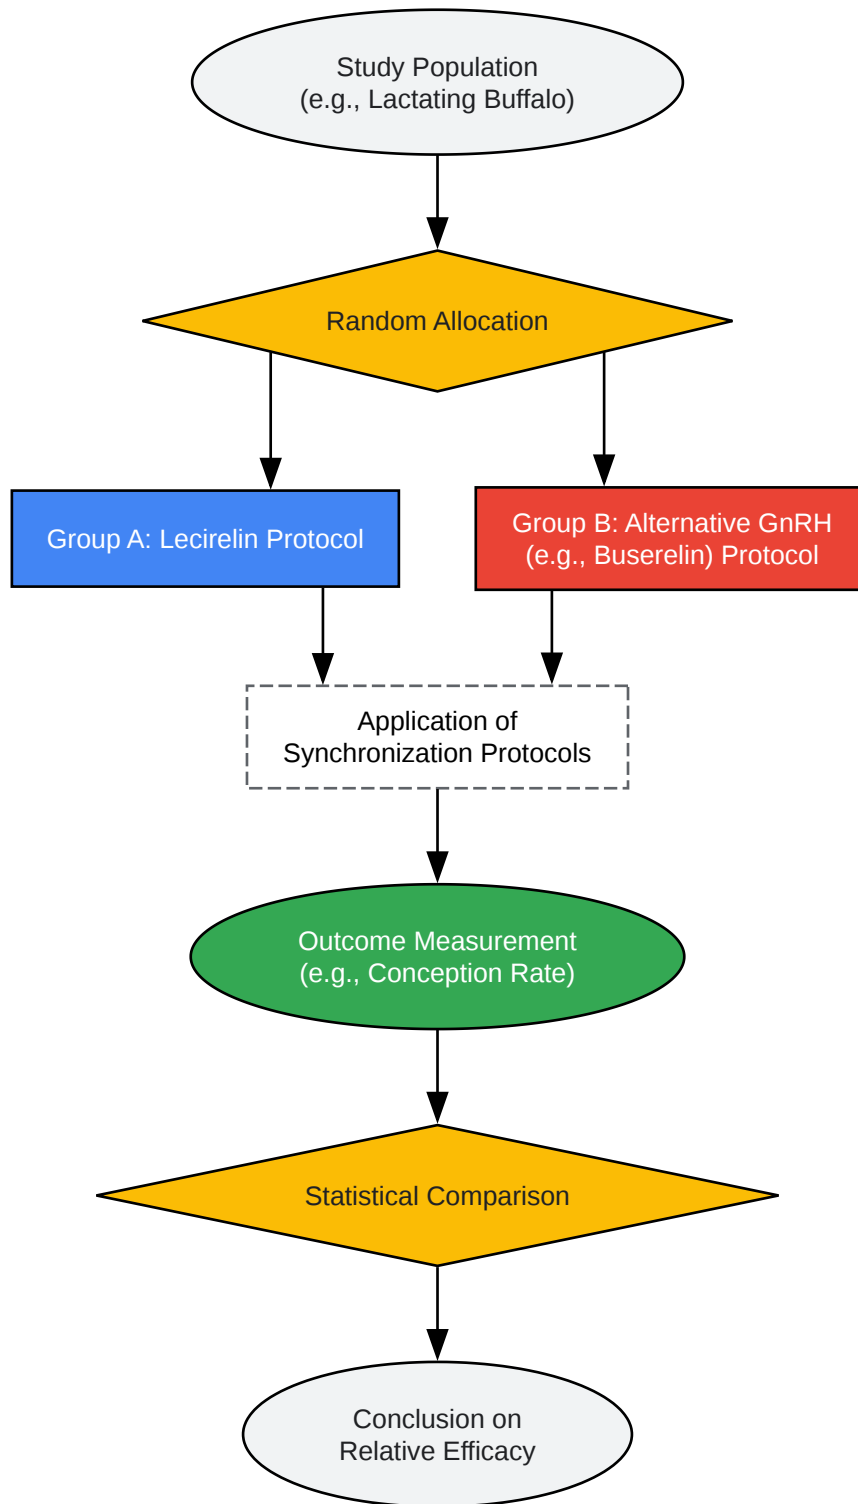 Study Population
(e.g., Lactating Buffalo)
Random Allocation
Group A: Lecirelin Protocol
Group B: Alternative GnRH
(e.g., Buserelin) Protocol
Application of
Synchronization Protocols
Outcome Measurement
(e.g., Conception Rate)
Statistical Comparison
Conclusion on
Relative Efficacy